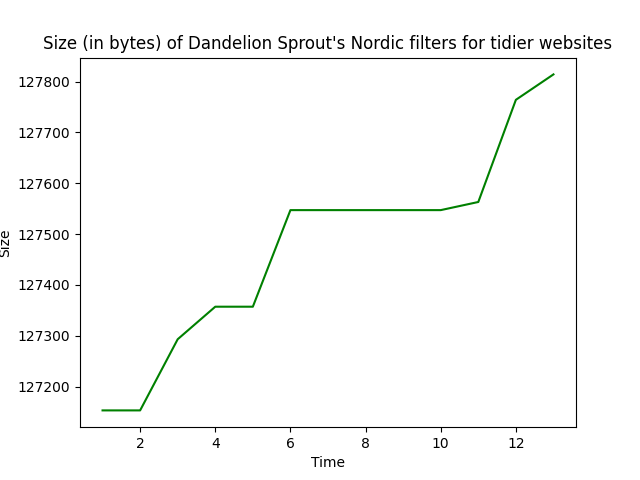 Size (in bytes) of Dandelion Sprout's Nordic filters for tidier websites
127800
127700
127600
127500
127400
127300
127200
Size
2 4 6 8 10 12
Time